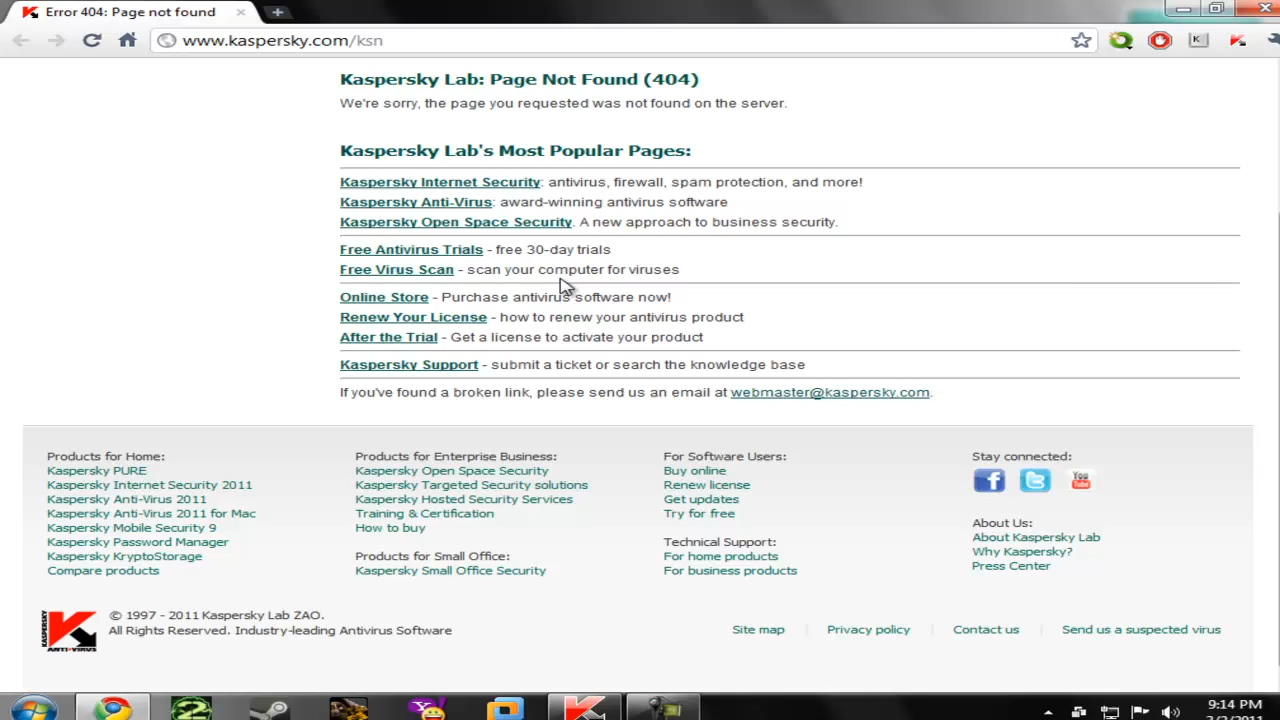 Error 404: Page not found
www.kaspersky.com/ksn
Kaspersky Lab: Page Not Found (404)
We're sorry, the page you requested was not found on the server.
Kaspersky Lab's Most Popular Pages:
Kaspersky Internet Security: antivirus, firewall, spam protection, and more!
Kaspersky Anti-Virus: award-winning antivirus software
Kaspersky Open Space Security. A new approach to business security.
Free Antivirus Trials - free 30-day trials
Free Virus Scan - scan your computer for viruses
Online Store - Purchase antivirus software now!
Renew Your License - how to renew your antivirus product
After the Trial - Get a license to activate your product
Kaspersky Support - submit a ticket or search the knowledge base
If you've found a broken link, please send us an email at webmaster@kaspersky.com.
Products for Home:
Kaspersky PURE
Kaspersky Internet Security 2011
Kaspersky Anti-Virus 2011
Kaspersky Anti-Virus 2011 for Mac
Kaspersky Mobile Security 9
Kaspersky Password Manager
Kaspersky KryptoStorage
Compare products
Products for Enterprise Business:
Kaspersky Open Space Security
Kaspersky Targeted Security solutions
Kaspersky Hosted Security Services
Training & Certification
How to buy
Products for Small Office:
Kaspersky Small Office Security
For Software Users:
Buy online
Renew license
Get updates
Try for free
Technical Support:
For home products
For business products
Stay connected:
You Tube
About Us:
About Kaspersky Lab
Why Kaspersky?
Press Center
KASPERSKY
ANTI-VIRUS
© 1997 - 2011 Kaspersky Lab ZAO.
All Rights Reserved. Industry-leading Antivirus Software
Site map
Privacy policy
Contact us
Send us a suspected virus
9:14 PM